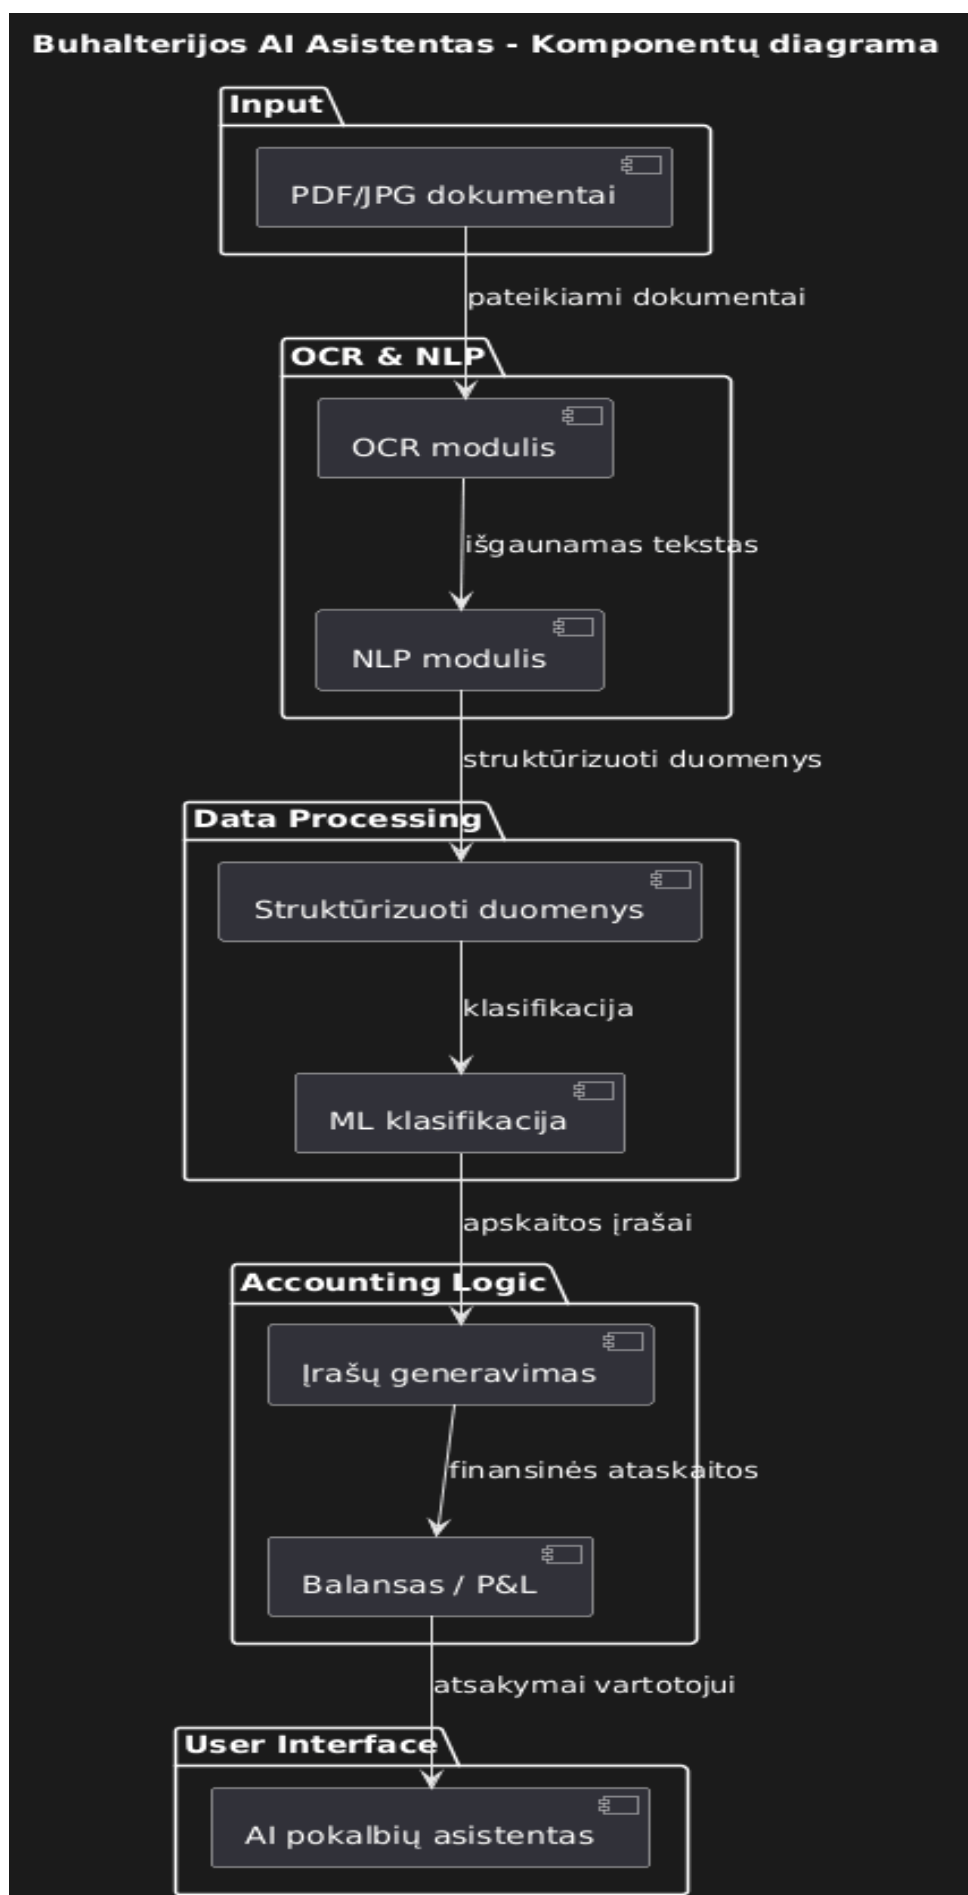 Buhalterijos AI Asistentas - Komponentų diagrama
Input
PDF/JPG dokumentai
pateikiami dokumentai
OCR & NLP
OCR modulis
išgaunamas tekstas
NLP modulis
struktūrizuoti duomenys
Data Processing
Struktūrizuoti duomenys
klasifikacija
ML klasifikacija
apskaitos įrašai
Accounting Logic
Įrašų generavimas
finansinės ataskaitos
Balansas / P&L
atsakymai vartotojui
User Interface
AI pokalbių asistentas